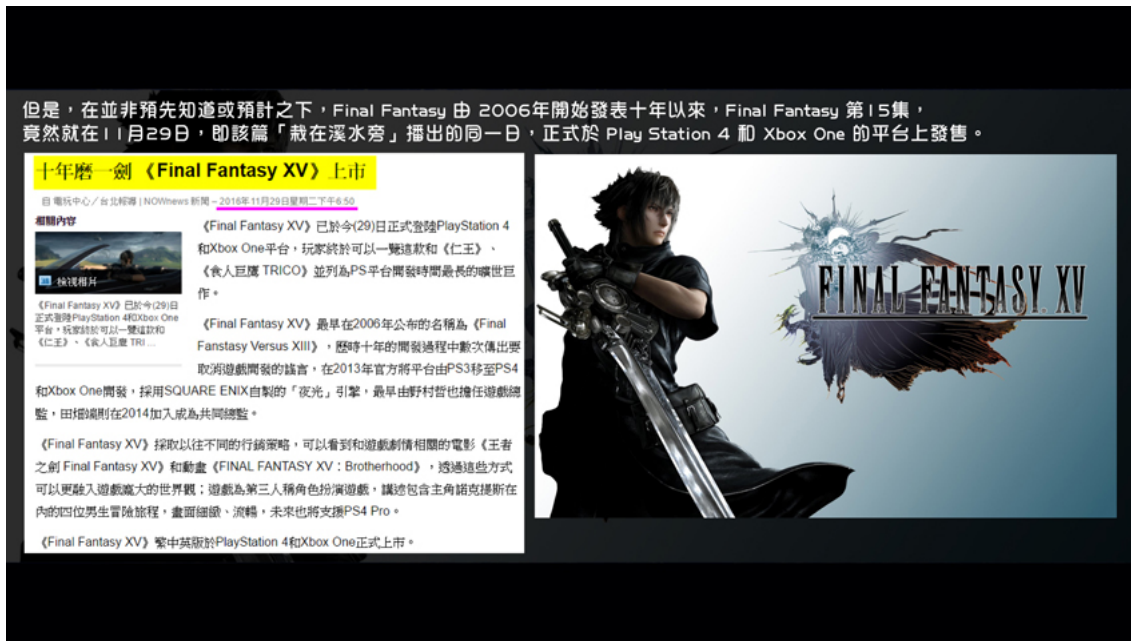 但是，在並非預先知道或預計之下，Final Fantasy 由 2006年開始發表十年以來，Final Fantasy 第15集，
竟然就在11月29日，即該篇「栽在溪水旁」播出的同一日，正式於 Play Station 4 和 Xbox One 的平台上發售。
十年磨一劍 《Final Fantasy XV》上市
自 電玩中心／台北報導 | NOWnews 新聞 – 2016年11月29日星期二下午6:50
相關內容
檢視相片
《Final Fantasy XV》已於今(29)日
正式登陸PlayStation 4和Xbox One
平台，玩家終於可以一覽這款和
《仁王》、《食人巨鷹 TRI ...
《Final Fantasy XV》已於今(29)日正式登陸PlayStation 4
和Xbox One平台，玩家終於可以一覽這款和《仁王》、
《食人巨鷹 TRICO》並列為PS平台開發時間最長的曠世巨
作。
《Final Fantasy XV》最早在2006年公布的名稱為《Final
Fanstasy Versus XIII》，歷時十年的開發過程中數次傳出要
取消遊戲開發的謠言，在2013年官方將平台由PS3移至PS4
和Xbox One開發，採用SQUARE ENIX自製的「夜光」引擎，最早由野村哲也擔任遊戲總
監，田畑端則在2014加入成為共同總監。
《Final Fantasy XV》採取以往不同的行銷策略，可以看到和遊戲劇情相關的電影《王者
之劍 Final Fantasy XV》和動畫《FINAL FANTASY XV：Brotherhood》，透過這些方式
可以更融入遊戲龐大的世界觀；遊戲為第三人稱角色扮演遊戲，講述包含主角諾克提斯在
內的四位男生冒險旅程，畫面細緻、流暢，未來也將支援PS4 Pro。
《Final Fantasy XV》繁中英版於PlayStation 4和Xbox One正式上市。
FINAL FANTASY XV